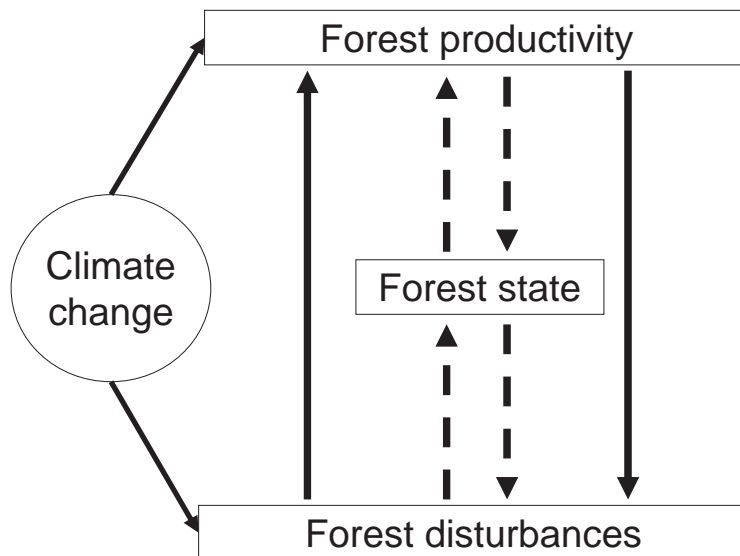 Forest productivity
Climate
change
Forest state
Forest disturbances